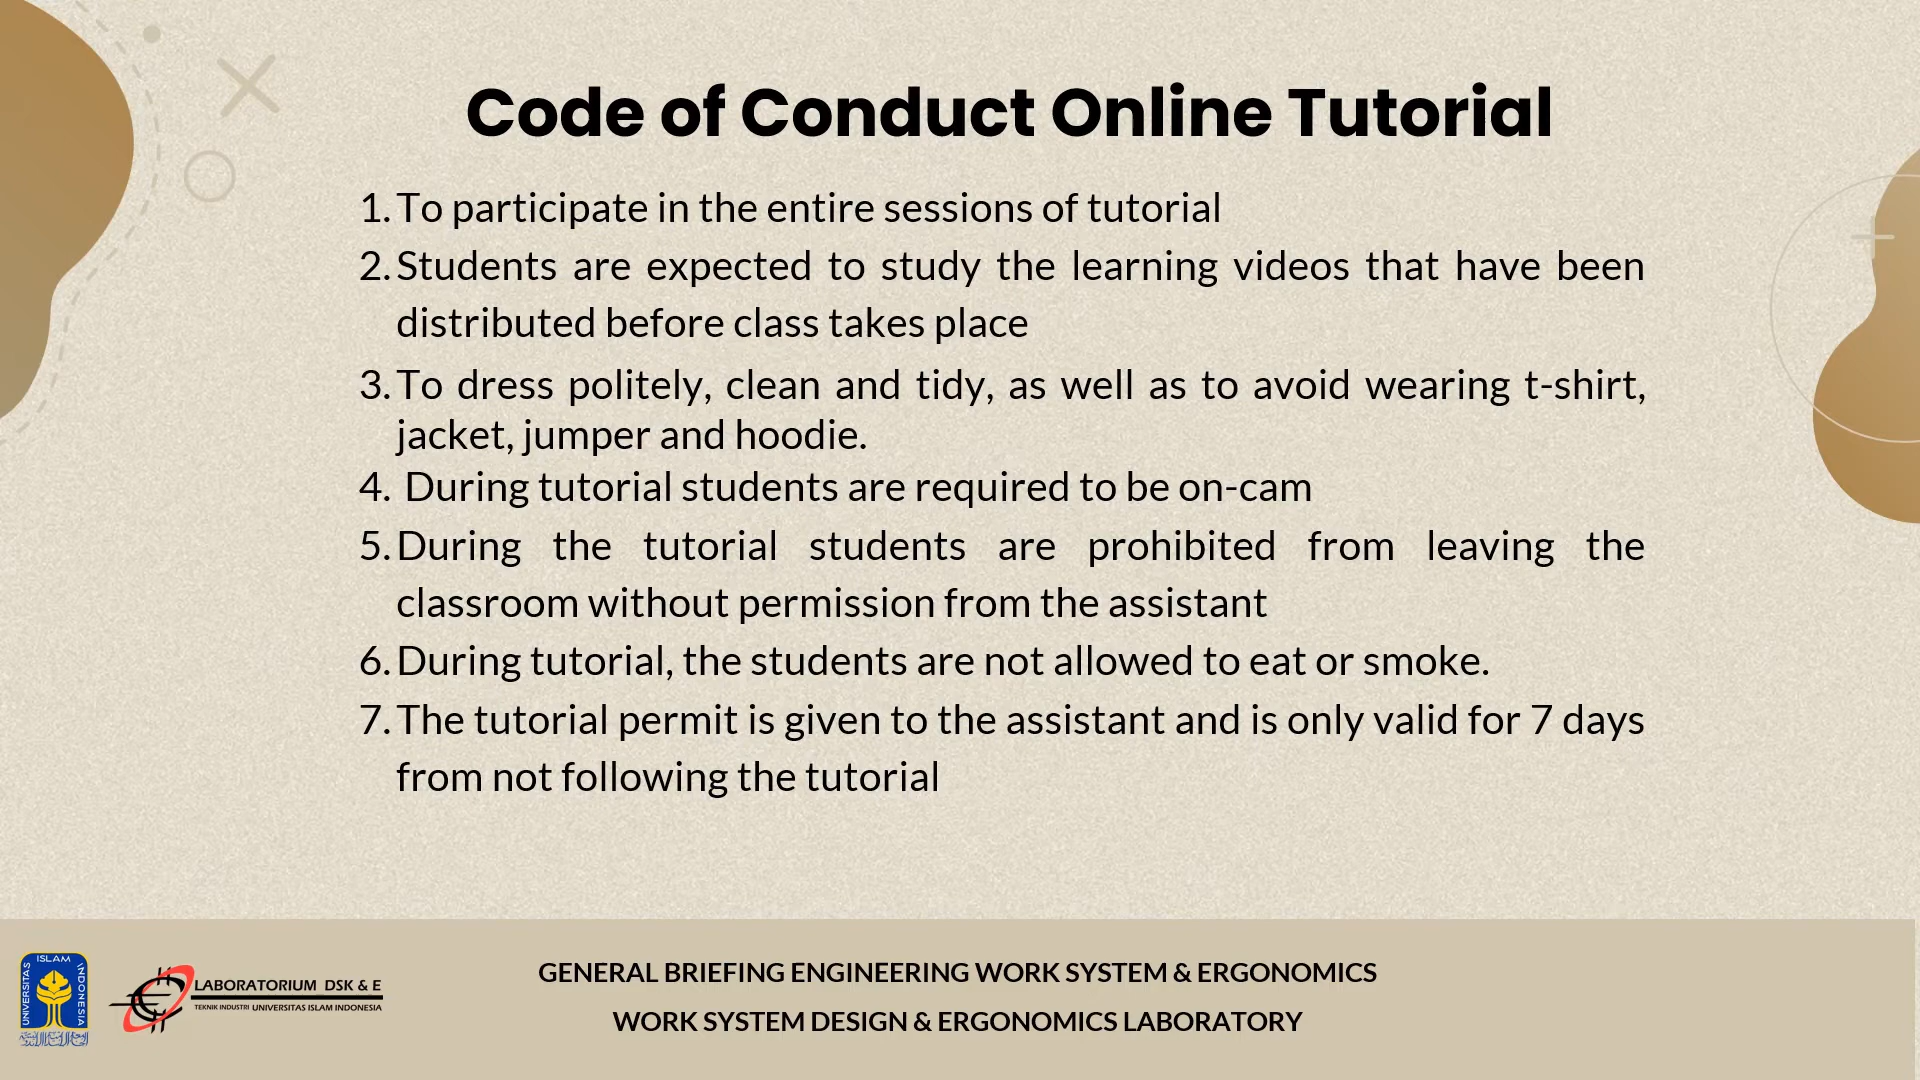 Code of Conduct Online Tutorial
1. To participate in the entire sessions of tutorial
2. Students are expected to study the learning videos that have been
distributed before class takes place
3. To dress politely, clean and tidy, as well as to avoid wearing t-shirt,
jacket, jumper and hoodie.
4. During tutorial students are required to be on-cam
5. During the tutorial students are prohibited from leaving the
classroom without permission from the assistant
6. During tutorial, the students are not allowed to eat or smoke.
7. The tutorial permit is given to the assistant and is only valid for 7 days
from not following the tutorial
UNIVERSITAS ISLAM INDONESIA
LABORATORIUM DSK & E
TEKNIK INDUSTRI UNIVERSITAS ISLAM INDONESIA
GENERAL BRIEFING ENGINEERING WORK SYSTEM & ERGONOMICS
WORK SYSTEM DESIGN & ERGONOMICS LABORATORY